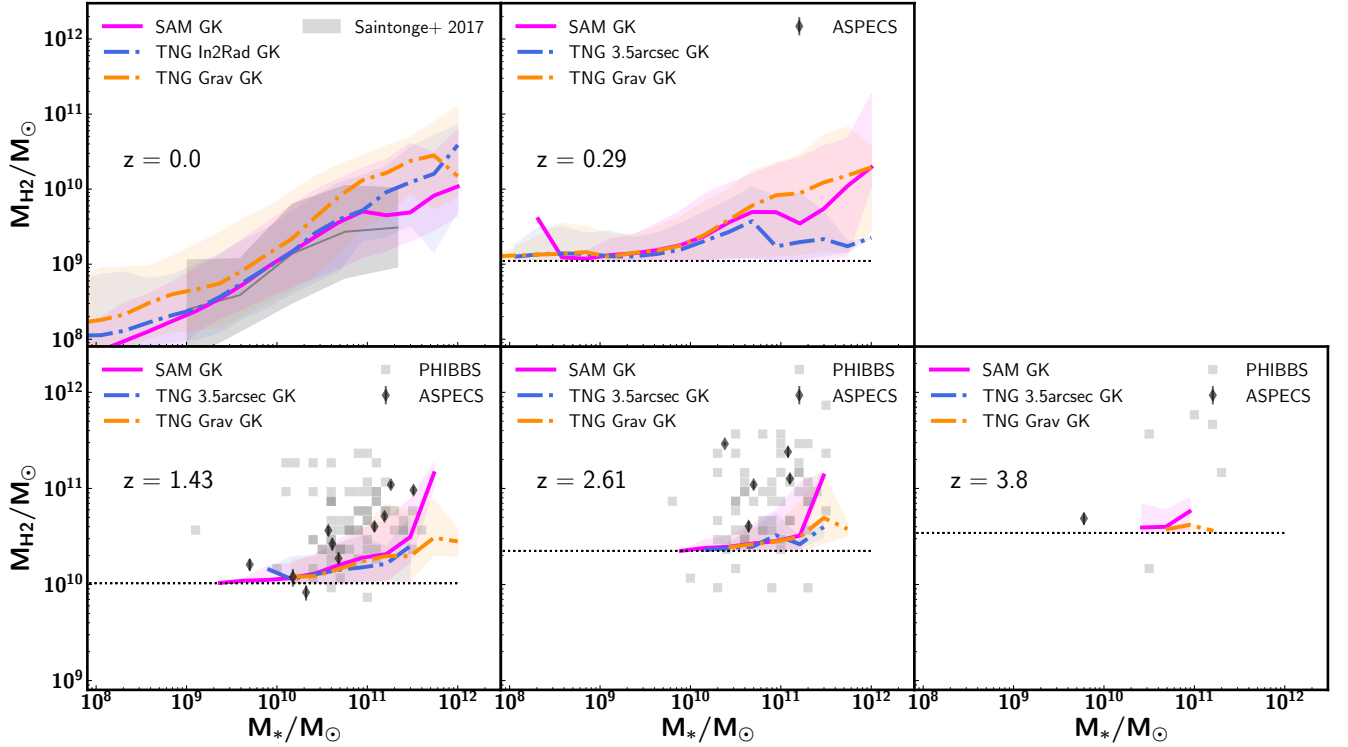 SAM GK
TNG In2Rad GK
TNG Grav GK
Saintonge+ 2017
z = 0.0
10^12
10^11
10^10
10^9
10^8
M_H2/M_⊙
SAM GK
TNG 3.5arcsec GK
TNG Grav GK
ASPECS
z = 0.29
SAM GK
TNG 3.5arcsec GK
TNG Grav GK
PHIBBS
ASPECS
z = 1.43
10^12
10^11
10^10
10^9
M_H2/M_⊙
10^8 10^9 10^10 10^11 10^12
M_*/M_⊙
SAM GK
TNG 3.5arcsec GK
TNG Grav GK
PHIBBS
ASPECS
z = 2.61
10^8 10^9 10^10 10^11 10^12
M_*/M_⊙
SAM GK
TNG 3.5arcsec GK
TNG Grav GK
PHIBBS
ASPECS
z = 3.8
10^8 10^9 10^10 10^11 10^12
M_*/M_⊙